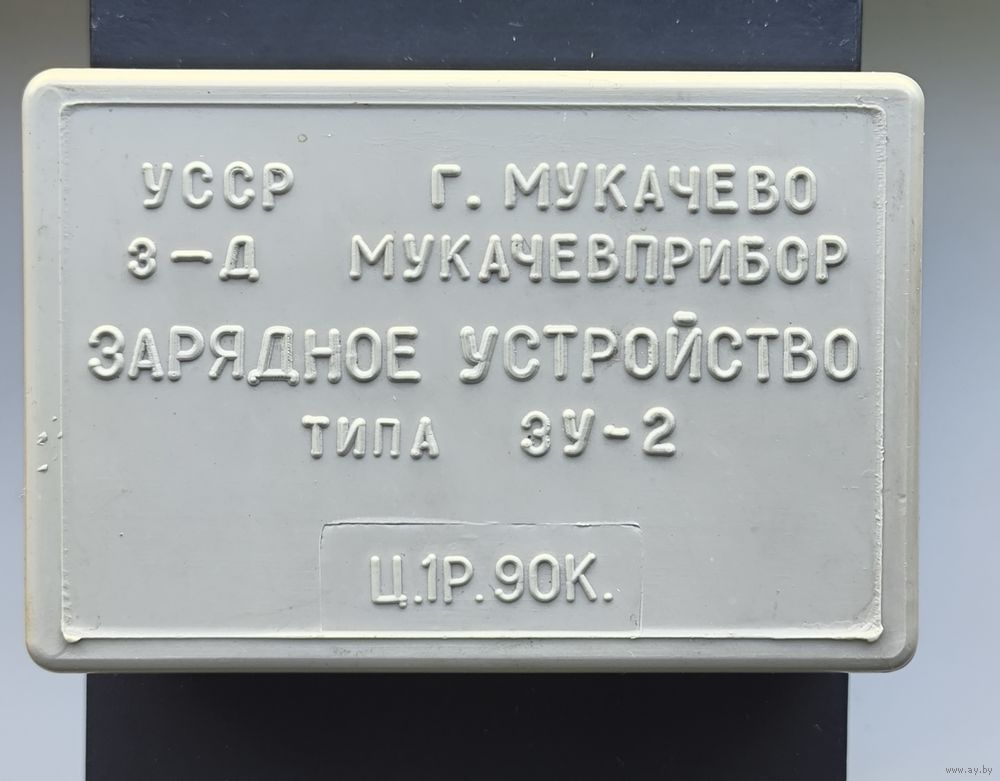 УССР Г. МУКАЧЕВО
З-Д МУКАЧЕВПРИБОР
ЗАРЯДНОЕ УСТРОЙСТВО
ТИПА ЗУ-2
Ц.1Р.90К.
www.ay.by